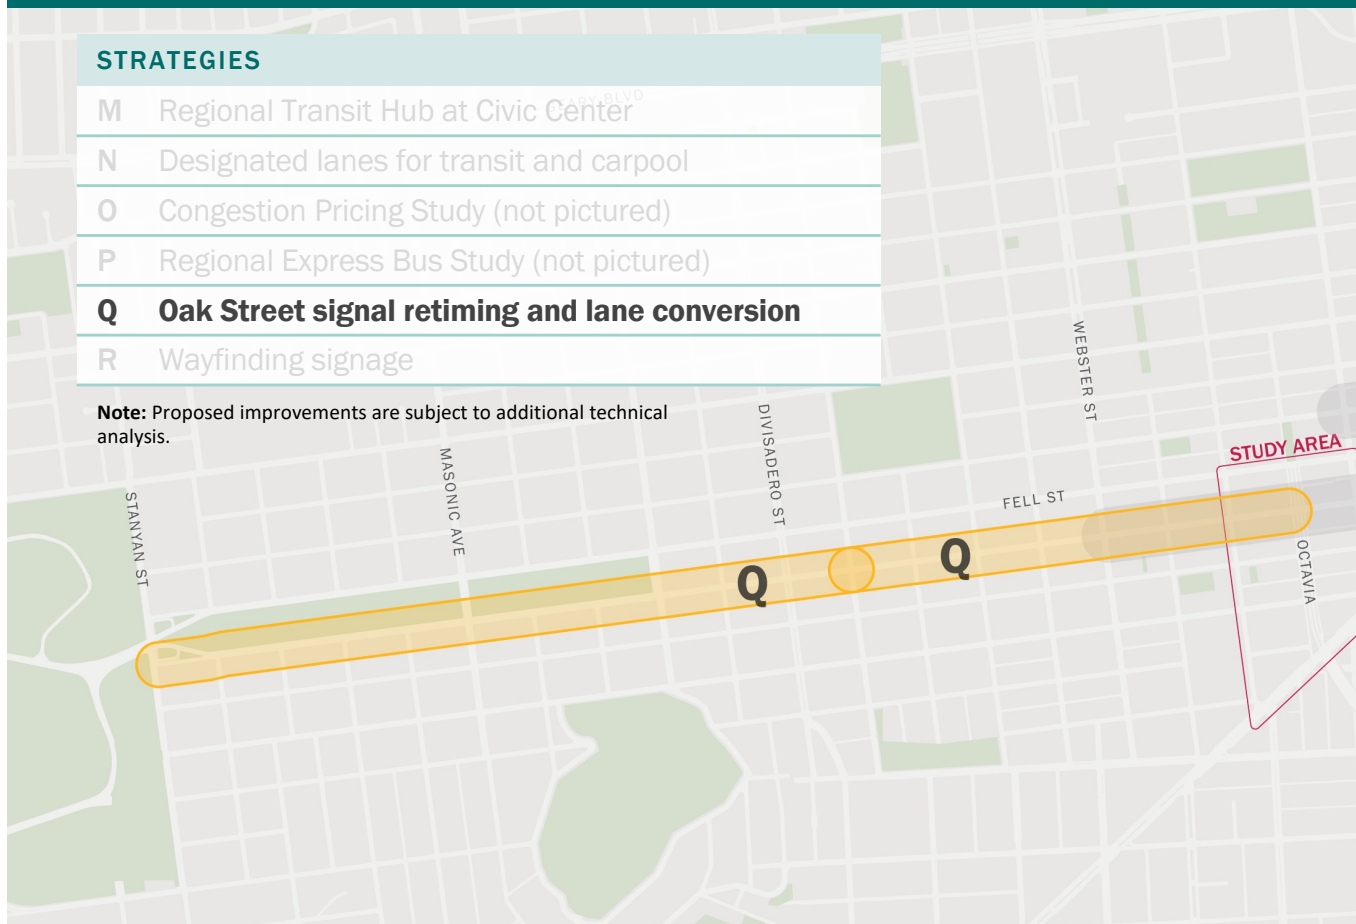 STRATEGIES
GEARY BLVD
M Regional Transit Hub at Civic Center
N Designated lanes for transit and carpool
O Congestion Pricing Study (not pictured)
P Regional Express Bus Study (not pictured)
Q Oak Street signal retiming and lane conversion
R Wayfinding signage
Note: Proposed improvements are subject to additional technical
analysis.
WEBSTER ST
DIVISADERO ST
STUDY AREA
MASONIC AVE
STANYAN ST
FELL ST
Q
Q
OCTAVIA